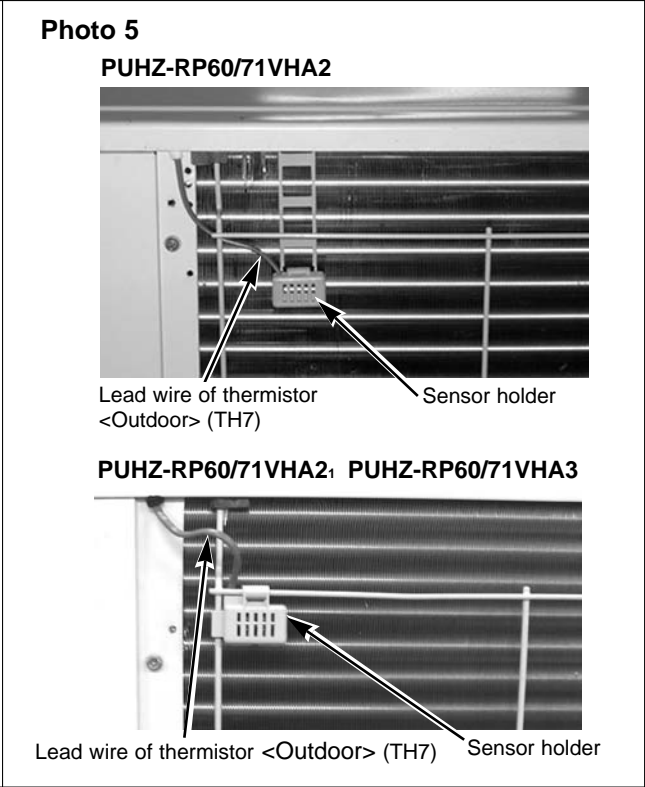 Photo 5
PUHZ-RP60/71VHA2
Lead wire of thermistor
<Outdoor> (TH7)
Sensor holder
PUHZ-RP60/71VHA2₁ PUHZ-RP60/71VHA3
Lead wire of thermistor <Outdoor> (TH7)
Sensor holder